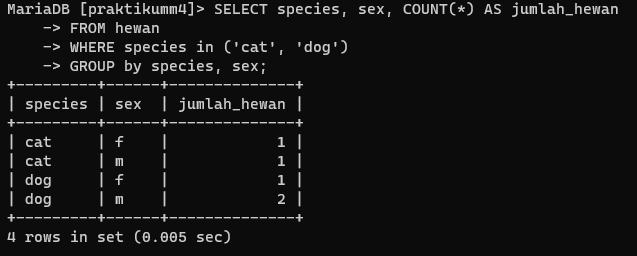 MariaDB [praktikumm4]> SELECT species, sex, COUNT(*) AS jumlah_hewan
    -> FROM hewan
    -> WHERE species in ('cat', 'dog')
    -> GROUP by species, sex;
+---------+------+--------------+
| species | sex  | jumlah_hewan |
+---------+------+--------------+
| cat     | f    |            1 |
| cat     | m    |            1 |
| dog     | f    |            1 |
| dog     | m    |            2 |
+---------+------+--------------+
4 rows in set (0.005 sec)